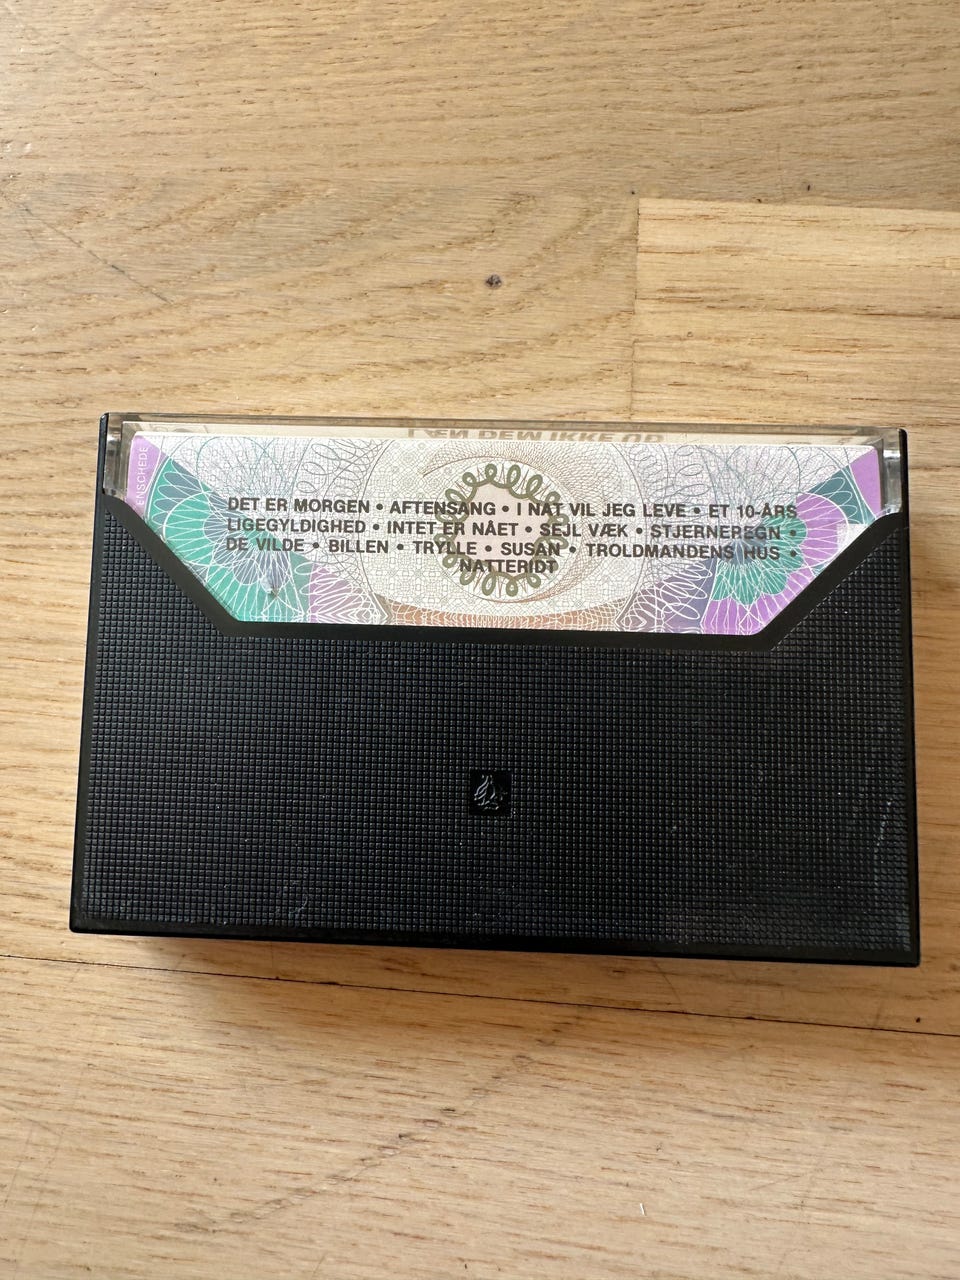 ENSCHEDE
DET ER MORGEN • AFTENSANG • I NAT VIL JEG LEVE • ET 10-ÅRS
LIGEGYLDIGHED • INTET ER NÅET • SEJL VÆK • STJERNEREGN •
DE VILDE • BILLEN • TRYLLE • SUSAN • TROLDMANDENS HUS •
NATTERIDT